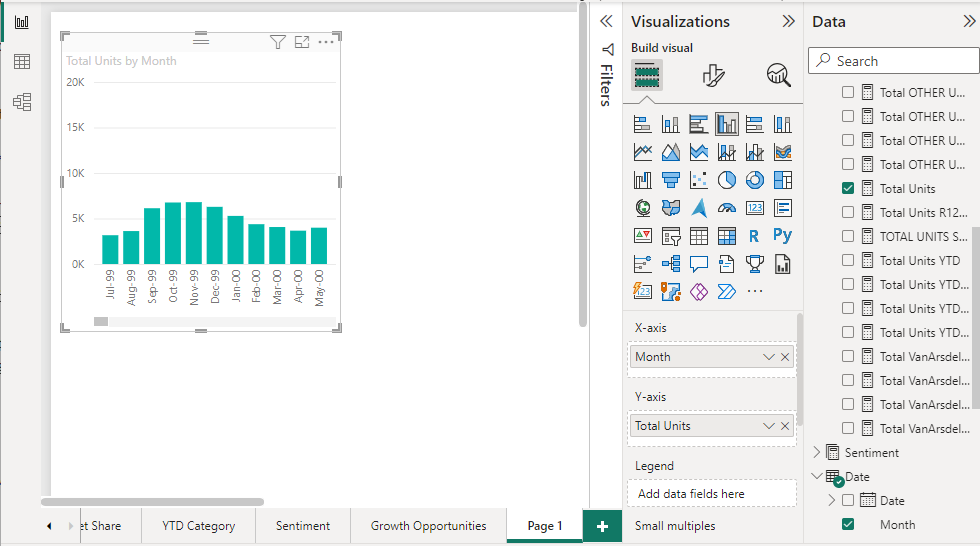 Total Units by Month
20K
15K
10K
5K
0K
Jul-99
Aug-99
Sep-99
Oct-99
Nov-99
Dec-99
Jan-00
Feb-00
Mar-00
Apr-00
May-00
Filters
Visualizations
Build visual
123
R
Py
123
X-axis
Month
Y-axis
Total Units
Legend
Add data fields here
Small multiples
Data
Search
Total OTHER U...
Total OTHER U...
Total OTHER U...
Total OTHER U...
Total Units
Total Units R12...
TOTAL UNITS S...
Total Units YTD
Total Units YTD...
Total Units YTD...
Total Units YTD...
Total VanArsdel...
Total VanArsdel...
Total VanArsdel...
Total VanArsdel...
Sentiment
Date
Date
Month
et Share
YTD Category
Sentiment
Growth Opportunities
Page 1